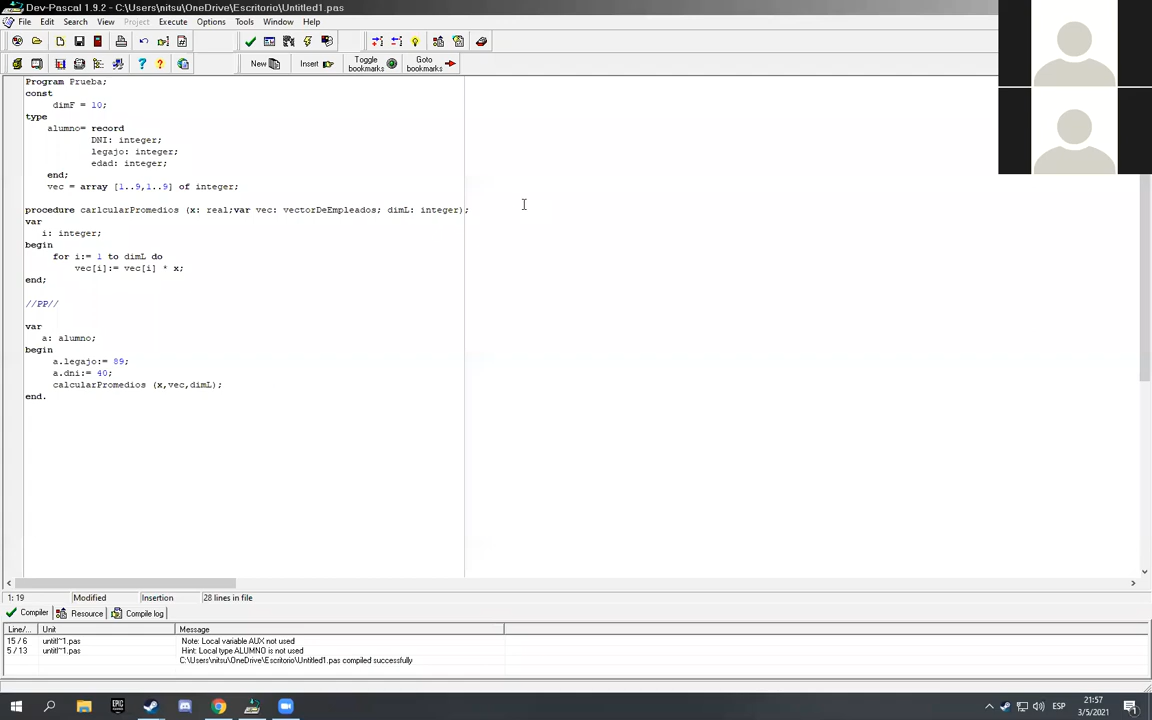 Dev-Pascal 1.9.2 - C:\Users\nitsu\OneDrive\Escritorio\Untitled1.pas
File Edit Search View Project Execute Options Tools Window Help
New Insert Toggle bookmarks Goto bookmarks
Program Prueba;
const
dimF = 10;
type
alumno= record
DNI: integer;
legajo: integer;
edad: integer;
end;
vec = array [1..9,1..9] of integer;
procedure carlcularPromedios (x: real;var vec: vectorDeEmpleados; dimL: integer);
var
i: integer;
begin
for i:= 1 to dimL do
vec[i]:= vec[i] * x;
end;
//PP//
var
a: alumno;
begin
a.legajo:= 89;
a.dni:= 40;
calcularPromedios (x,vec,dimL);
end.
1: 19 Modified Insertion 28 lines in file
Compiler Resource Compile log
Line/... Unit Message
15 / 6 untitl~1.pas Note: Local variable AUX not used
5 / 13 untitl~1.pas Hint: Local type ALUMNO is not used
C:\Users\nitsu\OneDrive\Escritorio\Untitled1.pas compiled successfully
EPIC
ESP
21:57
3/5/2021